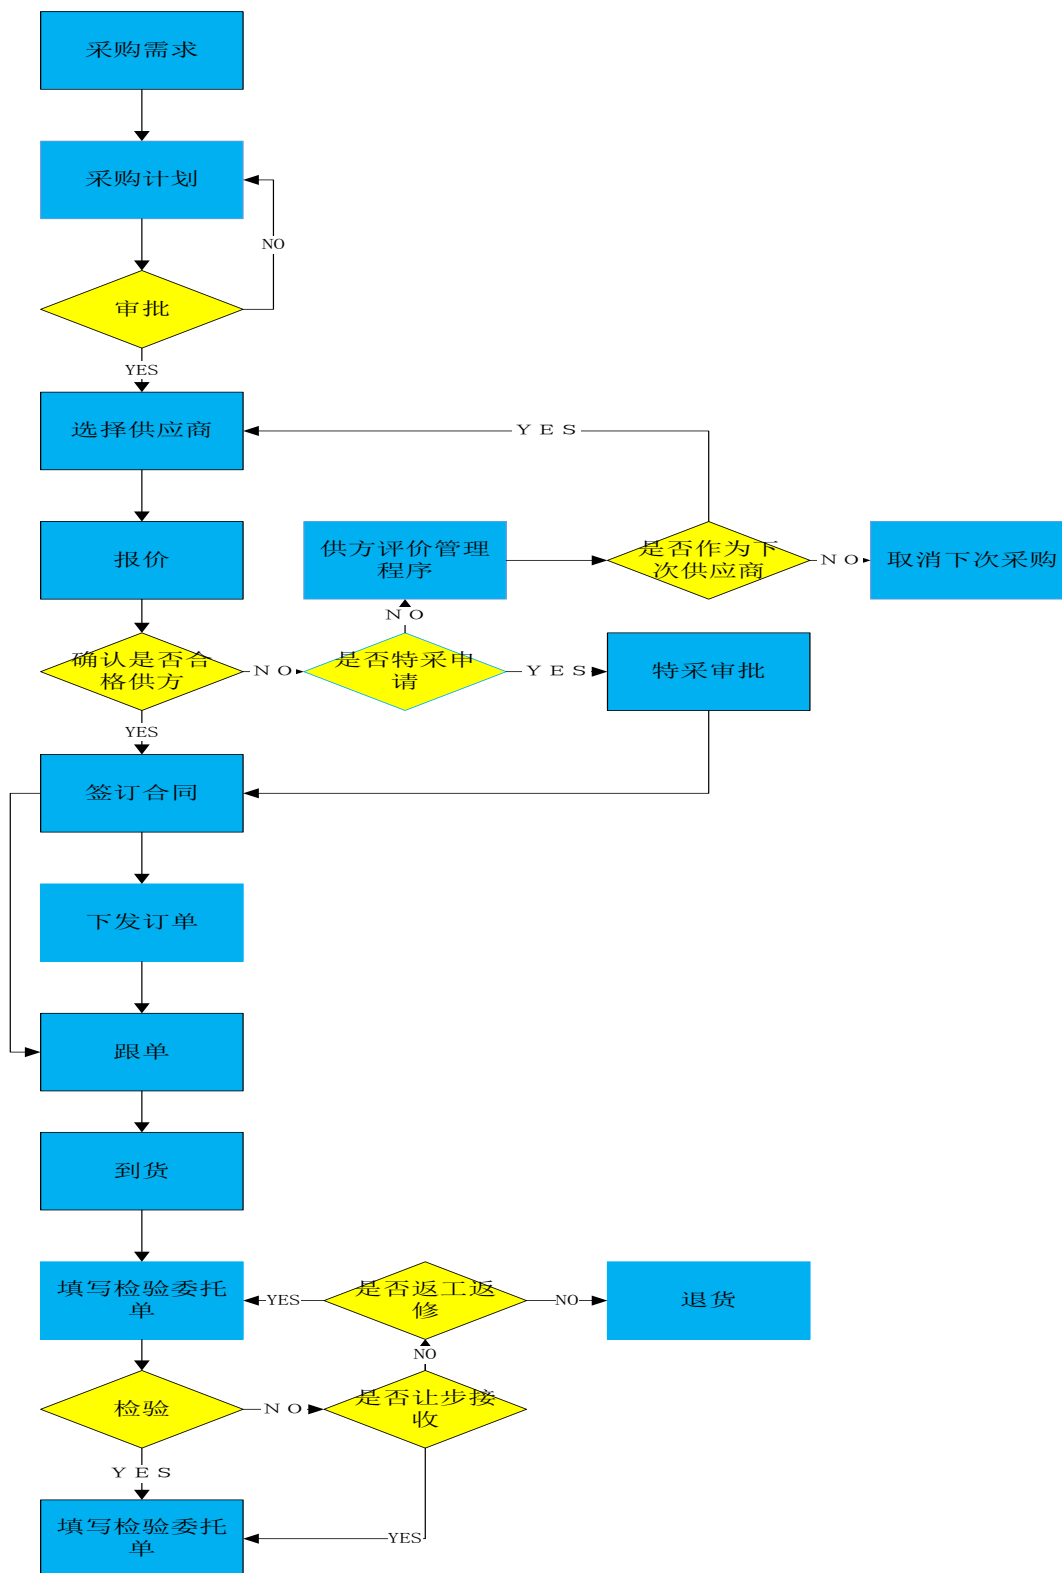 采购需求
采购计划
NO
审批
YES
选择供应商
YES
报价
供方评价管理
程序
是否作为下
次供应商
NO
取消下次采购
NO
确认是否合
格供方
NO
是否特采申
请
YES
特采审批
YES
签订合同
下发订单
跟单
到货
填写检验委托
单
YES
是否返工返
修
NO
退货
NO
检验
NO
是否让步接
收
YES
填写检验委托
单
YES